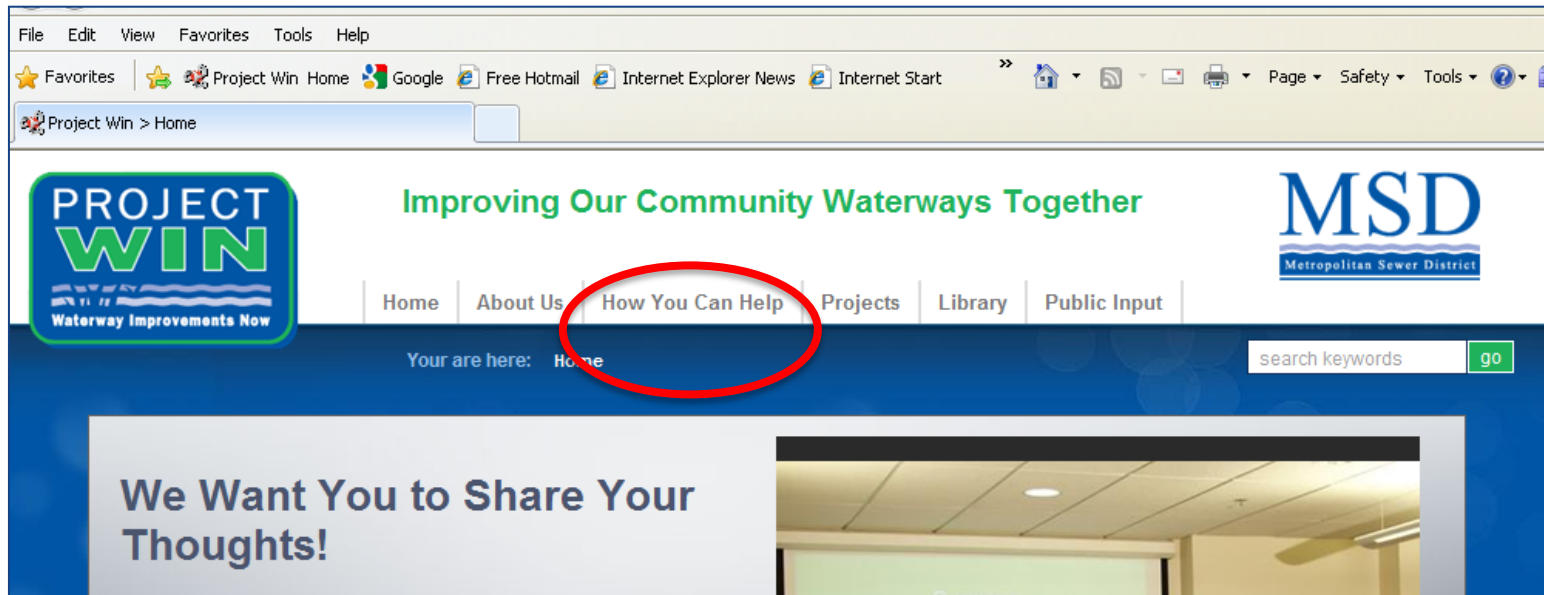 File Edit View Favorites Tools Help
Favorites Project Win Home Google Free Hotmail Internet Explorer News Internet Start » Page Safety Tools
Project Win > Home
PROJECT
WIN
Waterway Improvements Now
Improving Our Community Waterways Together
MSD
Metropolitan Sewer District
Home About Us How You Can Help Projects Library Public Input
Your are here: Home
search keywords go
We Want You to Share Your
Thoughts!